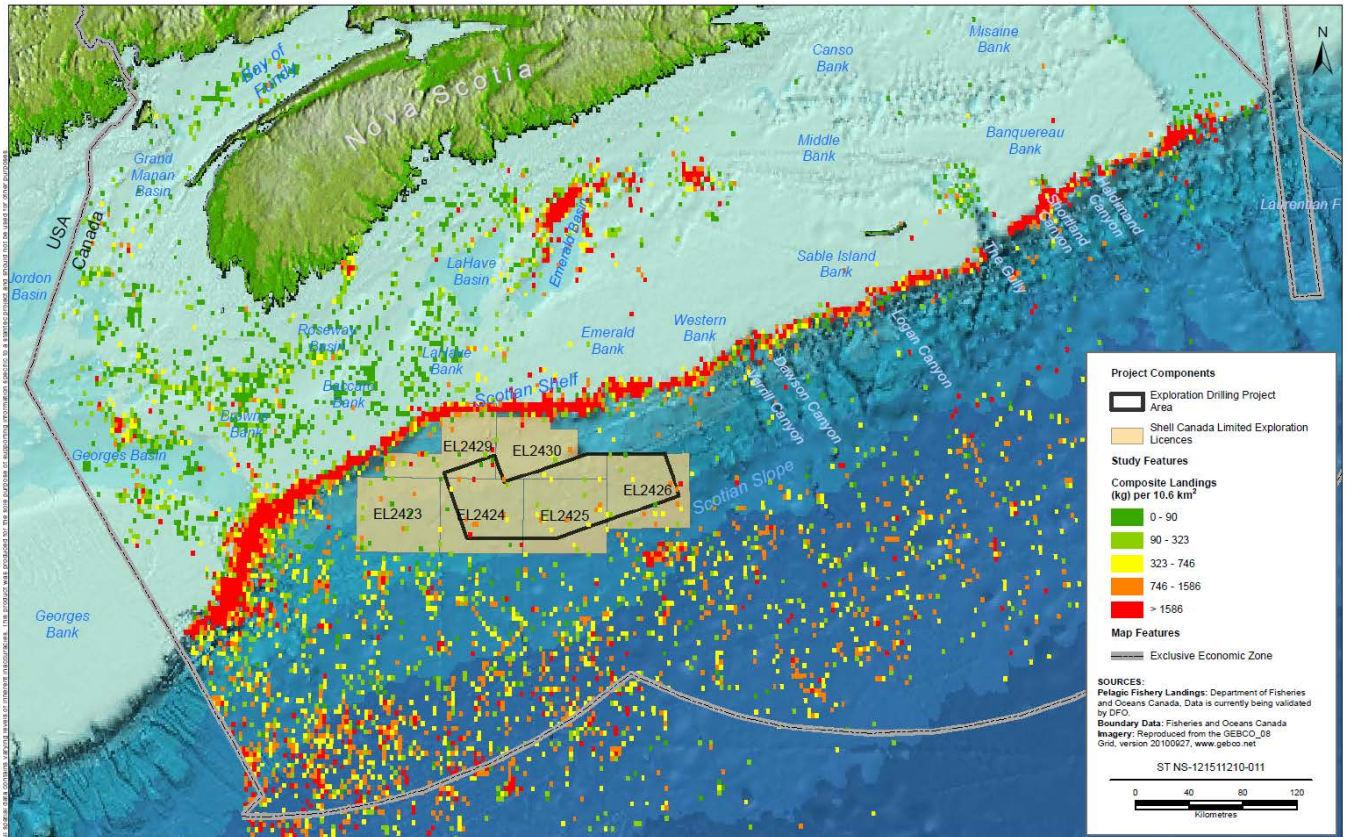 Misaine
Bank
N
Canso
Bank
Bay of
Fundy
Nova Scotia
Banquereau
Bank
Middle
Bank
Grand
Manan
Basin
Haldimand
Canyon
Shortland
Canyon
USA
Canada
Emerald Basin
The Gully
LaHave
Basin
Sable Island
Bank
Jordon
Basin
Logan Canyon
Western
Bank
Roseway
Basin
Emerald
Bank
LaHave
Bank
Dawson Canyon
Verrill Canyon
Baccaro
Bank
Scotian Shelf
Browns
Bank
Georges Basin
EL2429
EL2430
Scotian Slope
EL2426
EL2423
EL2424
EL2425
Georges
Bank
Project Components
Exploration Drilling Project
Area
Shell Canada Limited Exploration
Licences
Study Features
Composite Landings
(kg) per 10.6 km²
0 - 90
90 - 323
323 - 746
746 - 1586
> 1586
Map Features
Exclusive Economic Zone
SOURCES:
Pelagic Fishery Landings: Department of Fisheries
and Oceans Canada, Data is currently being validated
by DFO.
Boundary Data: Fisheries and Oceans Canada
Imagery: Reproduced from the GEBCO_08
Grid, version 20100927, www.gebco.net
ST NS-121511210-011
0 40 80 120
Kilometres